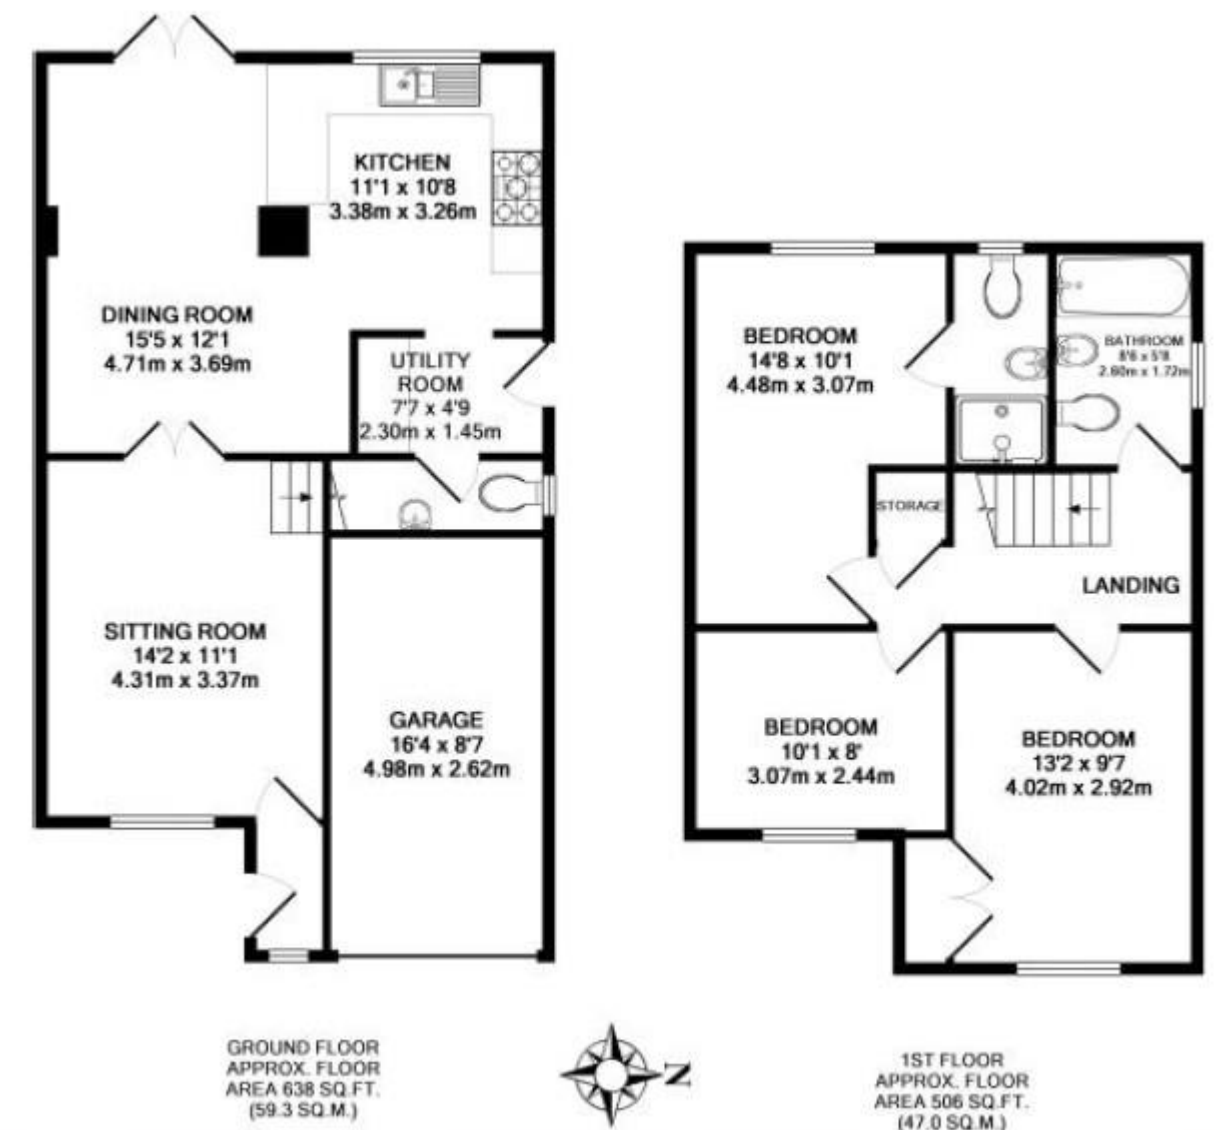 KITCHEN
11'1 x 10'8
3.38m x 3.26m
DINING ROOM
15'5 x 12'1
4.71m x 3.69m
UTILITY
ROOM
7'7 x 4'9
2.30m x 1.45m
SITTING ROOM
14'2 x 11'1
4.31m x 3.37m
GARAGE
16'4 x 8'7
4.98m x 2.62m
GROUND FLOOR
APPROX. FLOOR
AREA 638 SQ.FT.
(59.3 SQ.M.)
N
BEDROOM
14'8 x 10'1
4.48m x 3.07m
BATHROOM
8'6 x 5'8
2.60m x 1.72m
STORAGE
LANDING
BEDROOM
10'1 x 8'
3.07m x 2.44m
BEDROOM
13'2 x 9'7
4.02m x 2.92m
1ST FLOOR
APPROX. FLOOR
AREA 506 SQ.FT.
(47.0 SQ.M.)